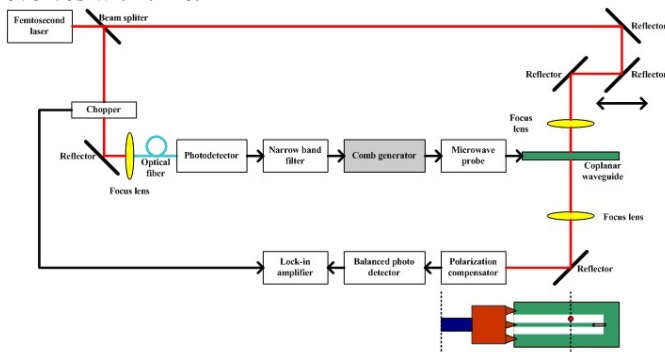 Femtosecond
laser
Beam spliter
Reflector
Reflector
Reflector
Chopper
Focus
lens
Reflector
Optical
fiber
Focus lens
Photodetector
Narrow band
filter
Comb generator
Microwave
probe
Coplanar
waveguide
Focus lens
Lock-in
amplifier
Balanced photo
detector
Polarization
compensator
Reflector